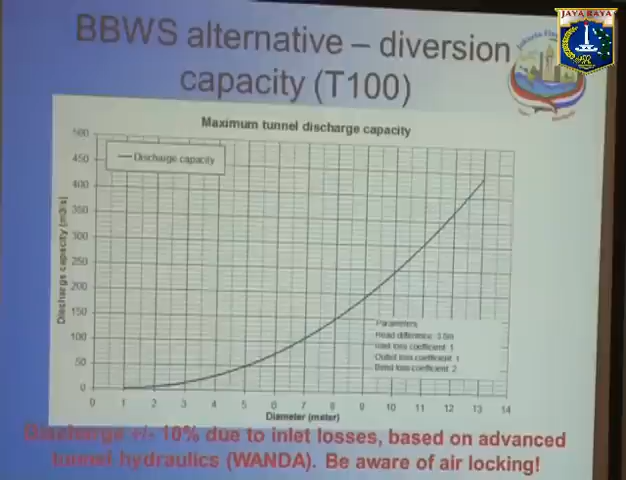 BBWS alternative – diversion
capacity (T100)
JAYA RAYA
Maximum tunnel discharge capacity
Discharge capacity
Discharge capacity (m3/s)
500
450
400
350
300
250
200
150
100
50
0
0 1 2 3 4 5 6 7 8 9 10 11 12 13 14
Diameter (meter)
Parameters
Head difference:
Inlet loss coefficient: 1
Outlet loss coefficient: 1
Bend loss coefficient: 2
Discharge +/- 10% due to inlet losses, based on advanced
tunnel hydraulics (WANDA). Be aware of air locking!